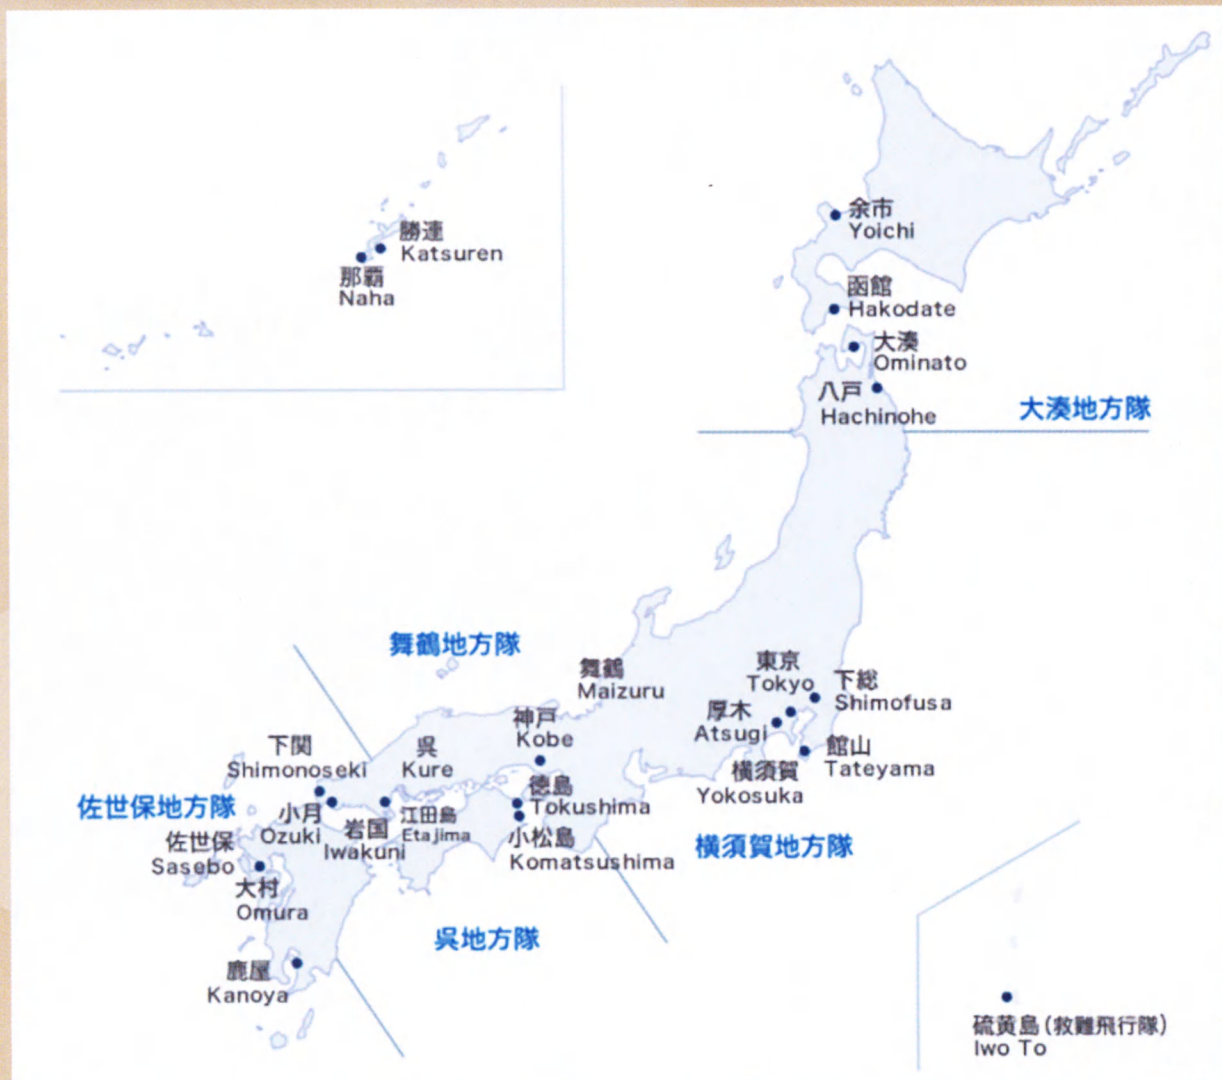 勝連
Katsuren
那覇
Naha
余市
Yoichi
函館
Hakodate
大湊
Ominato
八戸
Hachinohe
大湊地方隊
舞鶴地方隊
舞鶴
Maizuru
東京
Tokyo
下総
Shimofusa
厚木
Atsugi
館山
Tateyama
横須賀
Yokosuka
神戸
Kobe
下関
Shimonoseki
呉
Kure
佐世保地方隊
小月
Ozuki
岩国
Iwakuni
江田島
Etajima
徳島
Tokushima
小松島
Komatsushima
横須賀地方隊
佐世保
Sasebo
大村
Omura
呉地方隊
鹿屋
Kanoya
硫黄島(救難飛行隊)
Iwo To